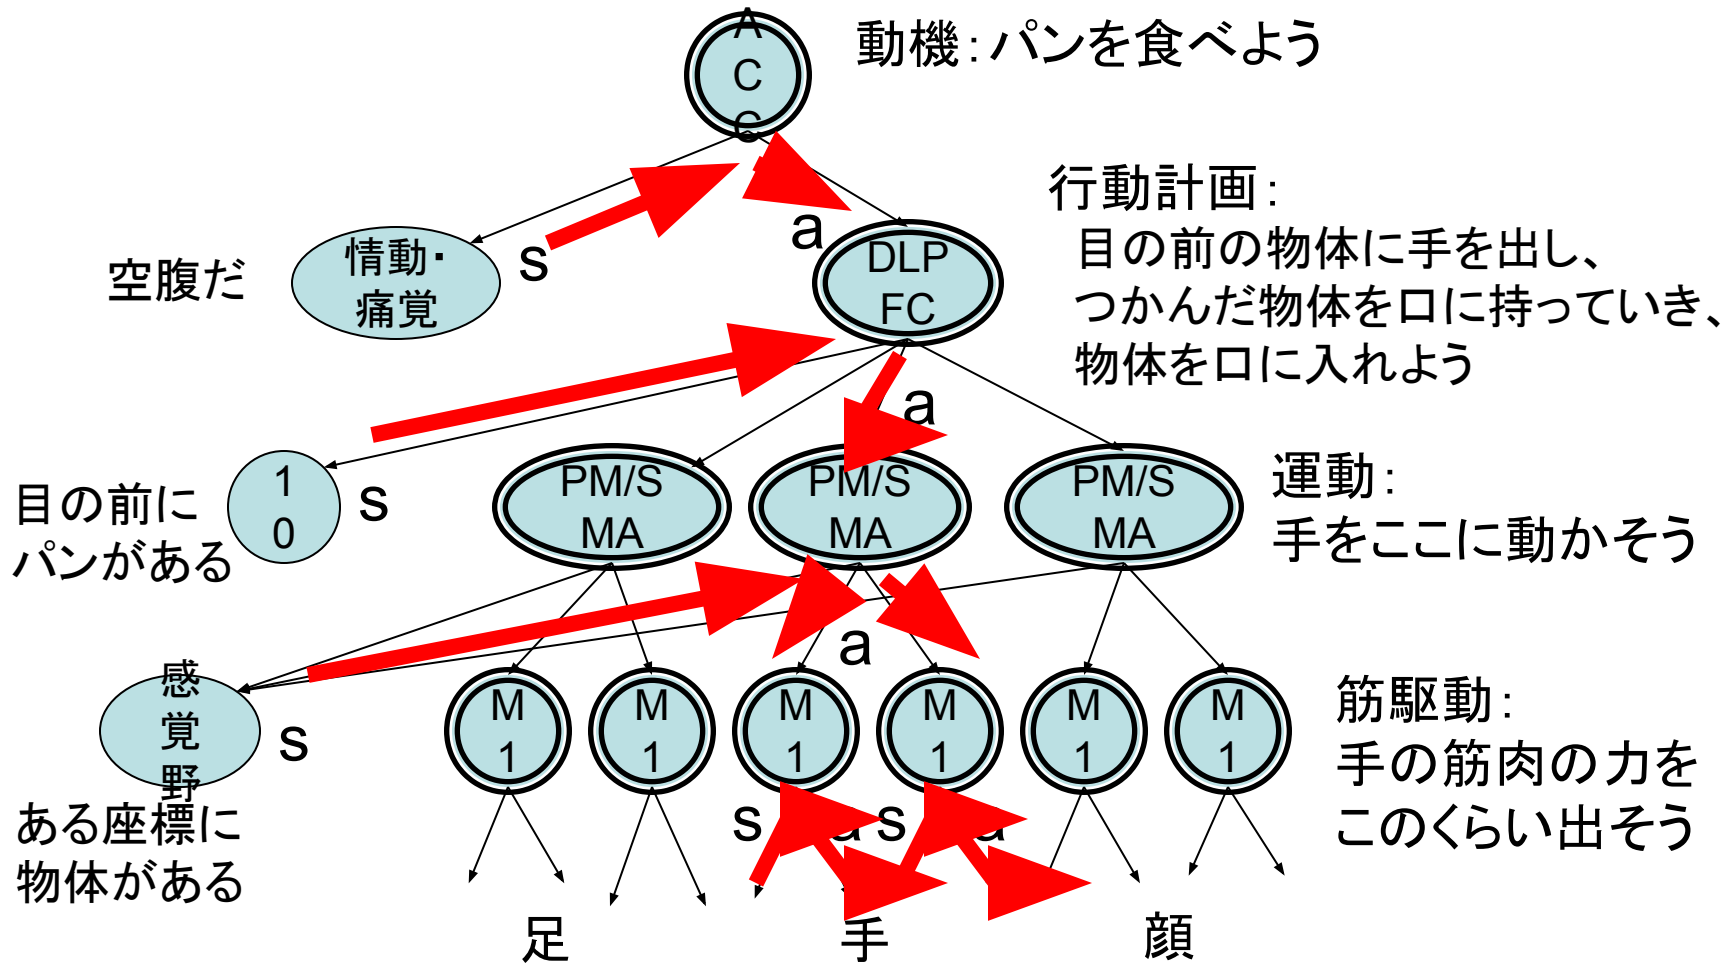 ACC
動機：パンを食べよう
行動計画：
目の前の物体に手を出し、
つかんだ物体を口に持っていき、
物体を口に入れよう
s
a
空腹だ
情動・
痛覚
DLP
FC
a
目の前に
パンがある
1
0
s
PM/S
MA
PM/S
MA
PM/S
MA
運動：
手をここに動かそう
a
感
覚
野
s
ある座標に
物体がある
M
1
M
1
M
1
M
1
M
1
M
1
筋駆動：
手の筋肉の力を
このくらい出そう
s
a
s
a
足
手
顔